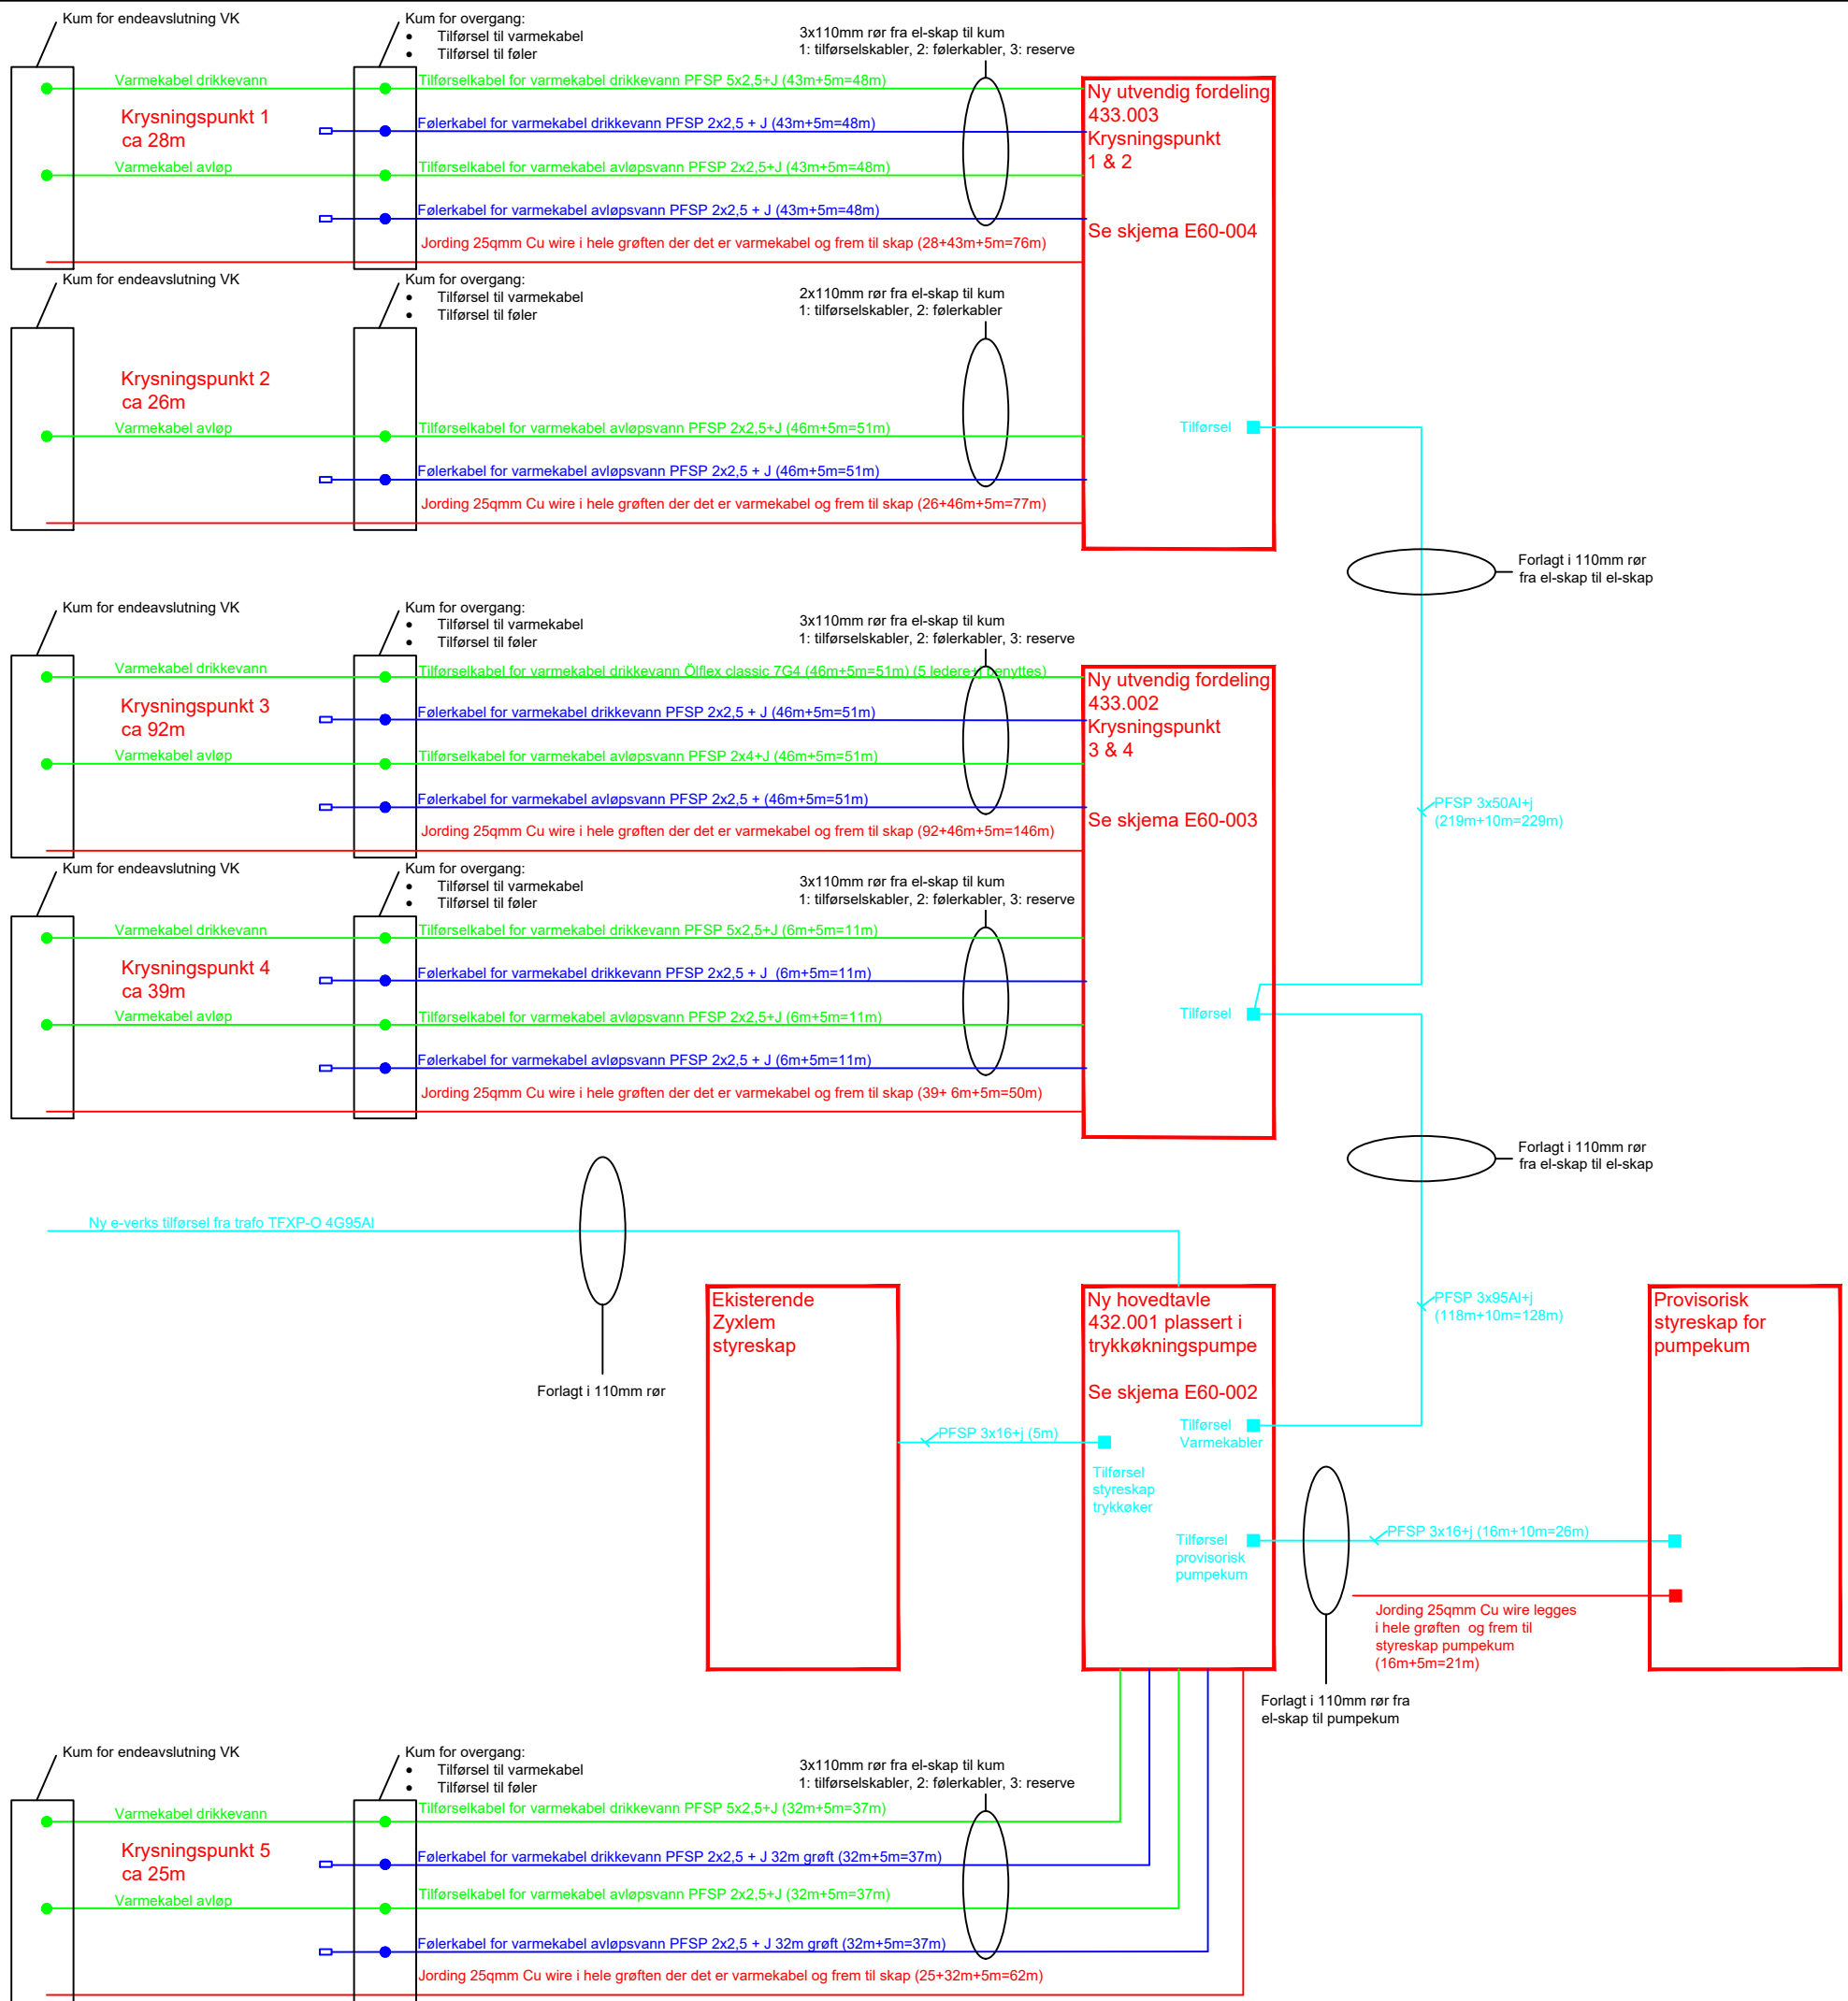 Kum for endeavslutning VK
Kum for overgang:
• Tilførsel til varmekabel
• Tilførsel til føler
3x110mm rør fra el-skap til kum
1: tilførselskabler, 2: følerkabler, 3: reserve
Varmekabel drikkevann
Tilførselkabel for varmekabel drikkevann PFSP 5x2,5+J (43m+5m=48m)
Krysningspunkt 1
ca 28m
Følerkabel for varmekabel drikkevann PFSP 2x2,5 + J (43m+5m=48m)
Varmekabel avløp
Tilførselkabel for varmekabel avløpsvann PFSP 2x2,5+J (43m+5m=48m)
Følerkabel for varmekabel avløpsvann PFSP 2x2,5 + J (43m+5m=48m)
Jording 25qmm Cu wire i hele grøften der det er varmekabel og frem til skap (28+43m+5m=76m)
Ny utvendig fordeling
433.003
Krysningspunkt
1 & 2
Se skjema E60-004
Kum for endeavslutning VK
Kum for overgang:
• Tilførsel til varmekabel
• Tilførsel til føler
2x110mm rør fra el-skap til kum
1: tilførselskabler, 2: følerkabler
Krysningspunkt 2
ca 26m
Varmekabel avløp
Tilførselkabel for varmekabel avløpsvann PFSP 2x2,5+J (46m+5m=51m)
Følerkabel for varmekabel avløpsvann PFSP 2x2,5 + J (46m+5m=51m)
Jording 25qmm Cu wire i hele grøften der det er varmekabel og frem til skap (26+46m+5m=77m)
Tilførsel
Forlagt i 110mm rør
fra el-skap til el-skap
Kum for endeavslutning VK
Kum for overgang:
• Tilførsel til varmekabel
• Tilførsel til føler
3x110mm rør fra el-skap til kum
1: tilførselskabler, 2: følerkabler, 3: reserve
Varmekabel drikkevann
Tilførselkabel for varmekabel drikkevann Ölflex classic 7G4 (46m+5m=51m) (5 ledere+j benyttes)
Krysningspunkt 3
ca 92m
Følerkabel for varmekabel drikkevann PFSP 2x2,5 + J (46m+5m=51m)
Varmekabel avløp
Tilførselkabel for varmekabel avløpsvann PFSP 2x4+J (46m+5m=51m)
Følerkabel for varmekabel avløpsvann PFSP 2x2,5 + (46m+5m=51m)
Jording 25qmm Cu wire i hele grøften der det er varmekabel og frem til skap (92+46m+5m=146m)
Ny utvendig fordeling
433.002
Krysningspunkt
3 & 4
Se skjema E60-003
PFSP 3x50Al+j
(219m+10m=229m)
Kum for endeavslutning VK
Kum for overgang:
• Tilførsel til varmekabel
• Tilførsel til føler
3x110mm rør fra el-skap til kum
1: tilførselskabler, 2: følerkabler, 3: reserve
Varmekabel drikkevann
Tilførselkabel for varmekabel drikkevann PFSP 5x2,5+J (6m+5m=11m)
Krysningspunkt 4
ca 39m
Følerkabel for varmekabel drikkevann PFSP 2x2,5 + J  (6m+5m=11m)
Varmekabel avløp
Tilførselkabel for varmekabel avløpsvann PFSP 2x2,5+J (6m+5m=11m)
Følerkabel for varmekabel avløpsvann PFSP 2x2,5 + J (6m+5m=11m)
Jording 25qmm Cu wire i hele grøften der det er varmekabel og frem til skap (39+ 6m+5m=50m)
Tilførsel
Forlagt i 110mm rør
fra el-skap til el-skap
Ny e-verks tilførsel fra trafo TFXP-O 4G95Al
Forlagt i 110mm rør
Ekisterende
Zyxlem
styreskap
PFSP 3x16+j (5m)
Ny hovedtavle
432.001 plassert i
trykkøkningspumpe
Se skjema E60-002
Tilførsel
Varmekabler
Tilførsel
styreskap
trykkøker
Tilførsel
provisorisk
pumpekum
PFSP 3x95Al+j
(118m+10m=128m)
Provisorisk
styreskap for
pumpekum
PFSP 3x16+j (16m+10m=26m)
Jording 25qmm Cu wire legges
i hele grøften  og frem til
styreskap pumpekum
(16m+5m=21m)
Forlagt i 110mm rør fra
el-skap til pumpekum
Kum for endeavslutning VK
Kum for overgang:
• Tilførsel til varmekabel
• Tilførsel til føler
3x110mm rør fra el-skap til kum
1: tilførselskabler, 2: følerkabler, 3: reserve
Varmekabel drikkevann
Tilførselkabel for varmekabel drikkevann PFSP 5x2,5+J (32m+5m=37m)
Krysningspunkt 5
ca 25m
Følerkabel for varmekabel drikkevann PFSP 2x2,5 + J 32m grøft (32m+5m=37m)
Varmekabel avløp
Tilførselkabel for varmekabel avløpsvann PFSP 2x2,5+J (32m+5m=37m)
Følerkabel for varmekabel avløpsvann PFSP 2x2,5 + J 32m grøft (32m+5m=37m)
Jording 25qmm Cu wire i hele grøften der det er varmekabel og frem til skap (25+32m+5m=62m)